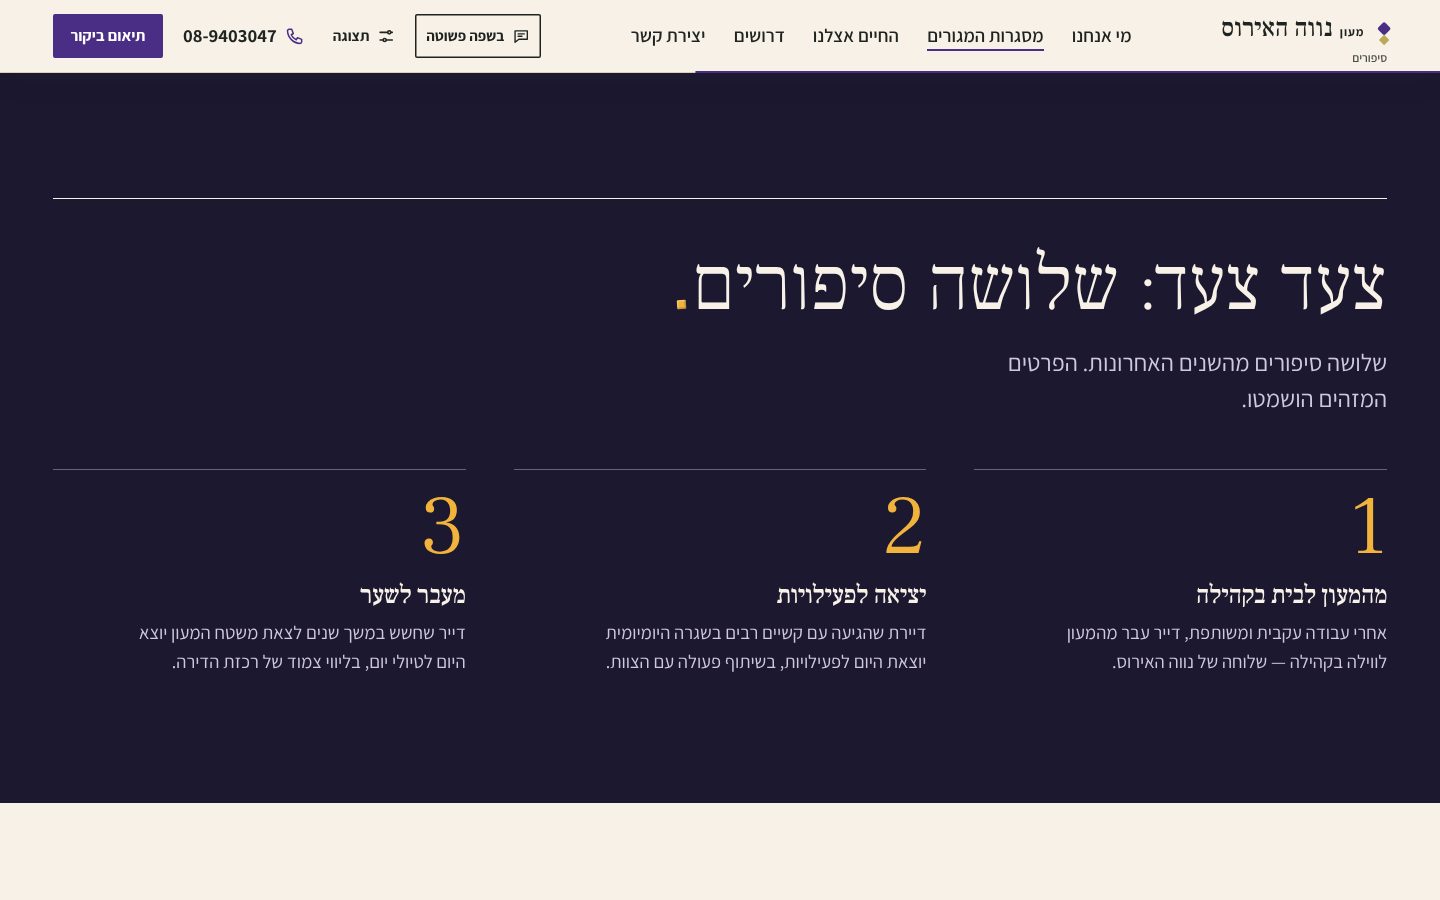 מעון נווה האירוס
סיפורים
מי אנחנו
מסגרות המגורים
החיים אצלנו
דרושים
יצירת קשר
בשפה פשוטה
תצוגה
08-9403047
תיאום ביקור
צעד צעד: שלושה סיפורים.
שלושה סיפורים מהשנים האחרונות. הפרטים
המזהים הושמטו.
1
מהמעון לבית בקהילה
אחרי עבודה עקבית ומשותפת, דייר עבר מהמעון
לווילה בקהילה — שלוחה של נווה האירוס.
2
יציאה לפעילויות
דיירת שהגיעה עם קשיים רבים בשגרה היומיומית
יוצאת היום לפעילויות, בשיתוף פעולה עם הצוות.
3
מעבר לשער
דייר שחשש במשך שנים לצאת משטח המעון יוצא
היום לטיולי יום, בליווי צמוד של רכזת הדירה.